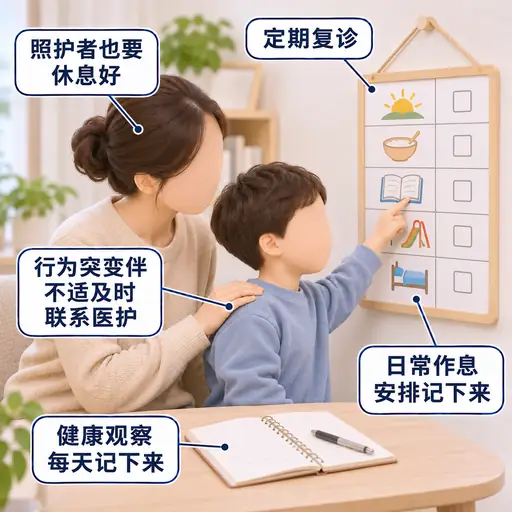 照护者也要
休息好
定期复诊
行为突变伴
不适及时
联系医护
日常作息
安排记下来
健康观察
每天记下来